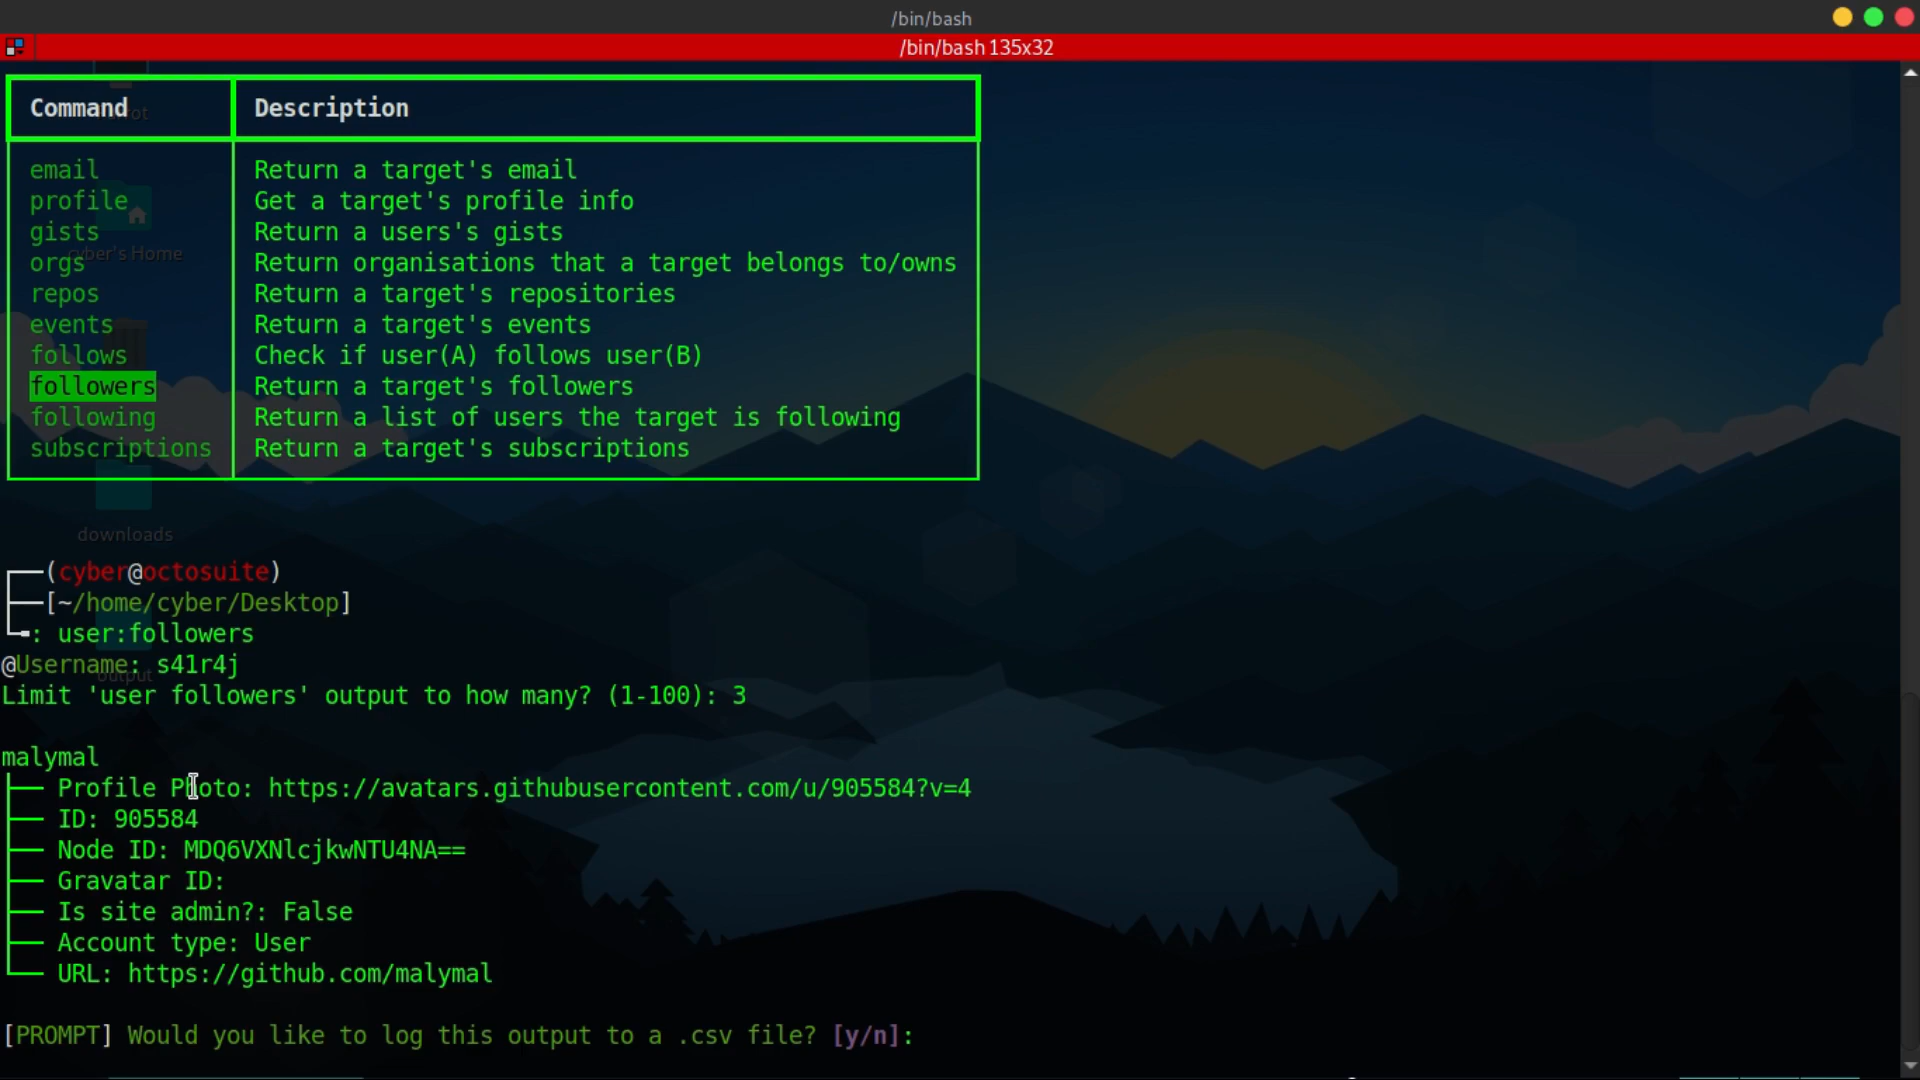 /bin/bash
/bin/bash 135x32
Command Description
email Return a target's email
profile Get a target's profile info
gists Return a users's gists
orgs Return organisations that a target belongs to/owns
repos Return a target's repositories
events Return a target's events
follows Check if user(A) follows user(B)
followers Return a target's followers
following Return a list of users the target is following
subscriptions Return a target's subscriptions
cyber's Home
downloads
(cyber@octosuite)
[~/home/cyber/Desktop]
: user:followers
@Username: s41r4j
output
Limit 'user followers' output to how many? (1-100): 3
malymal
Profile Photo: https://avatars.githubusercontent.com/u/905584?v=4
ID: 905584
Node ID: MDQ6VXNlcjkwNTU4NA==
Gravatar ID:
Is site admin?: False
Account type: User
URL: https://github.com/malymal
[PROMPT] Would you like to log this output to a .csv file? [y/n]: